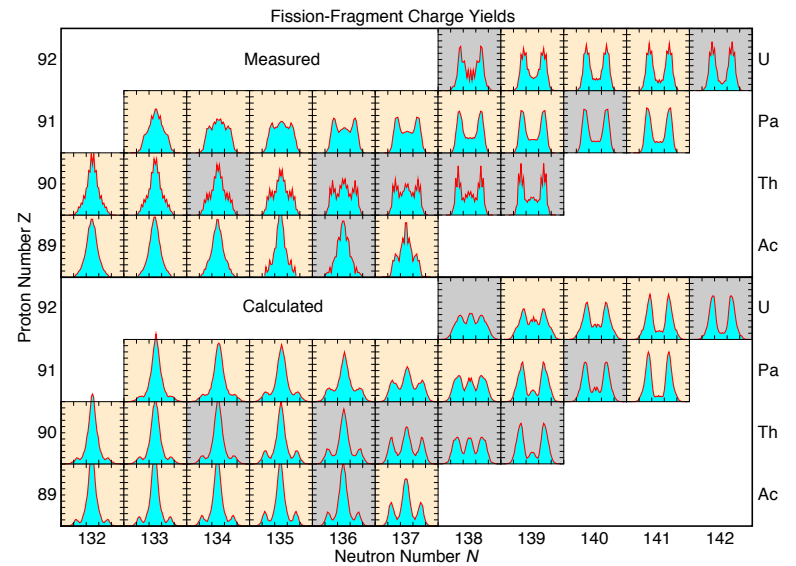 Fission-Fragment Charge Yields
92 Measured U
91 Pa
90 Th
89 Ac
Proton Number Z
92 Calculated U
91 Pa
90 Th
89 Ac
132 133 134 135 136 137 138 139 140 141 142
Neutron Number N